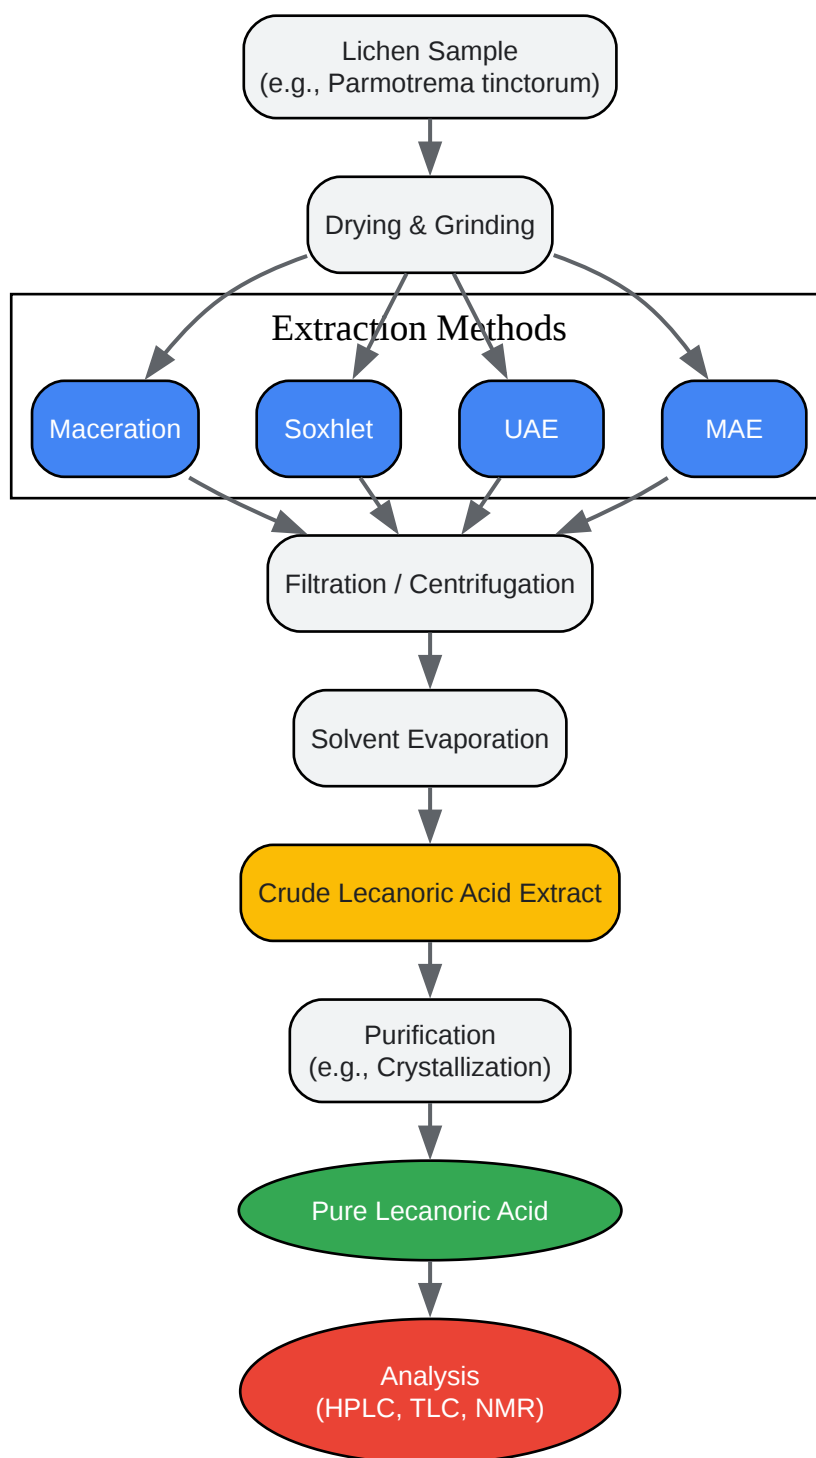 Lichen Sample
(e.g., Parmotrema tinctorum)
Drying & Grinding
Extraction Methods
Maceration
Soxhlet
UAE
MAE
Filtration / Centrifugation
Solvent Evaporation
Crude Lecanoric Acid Extract
Purification
(e.g., Crystallization)
Pure Lecanoric Acid
Analysis
(HPLC, TLC, NMR)